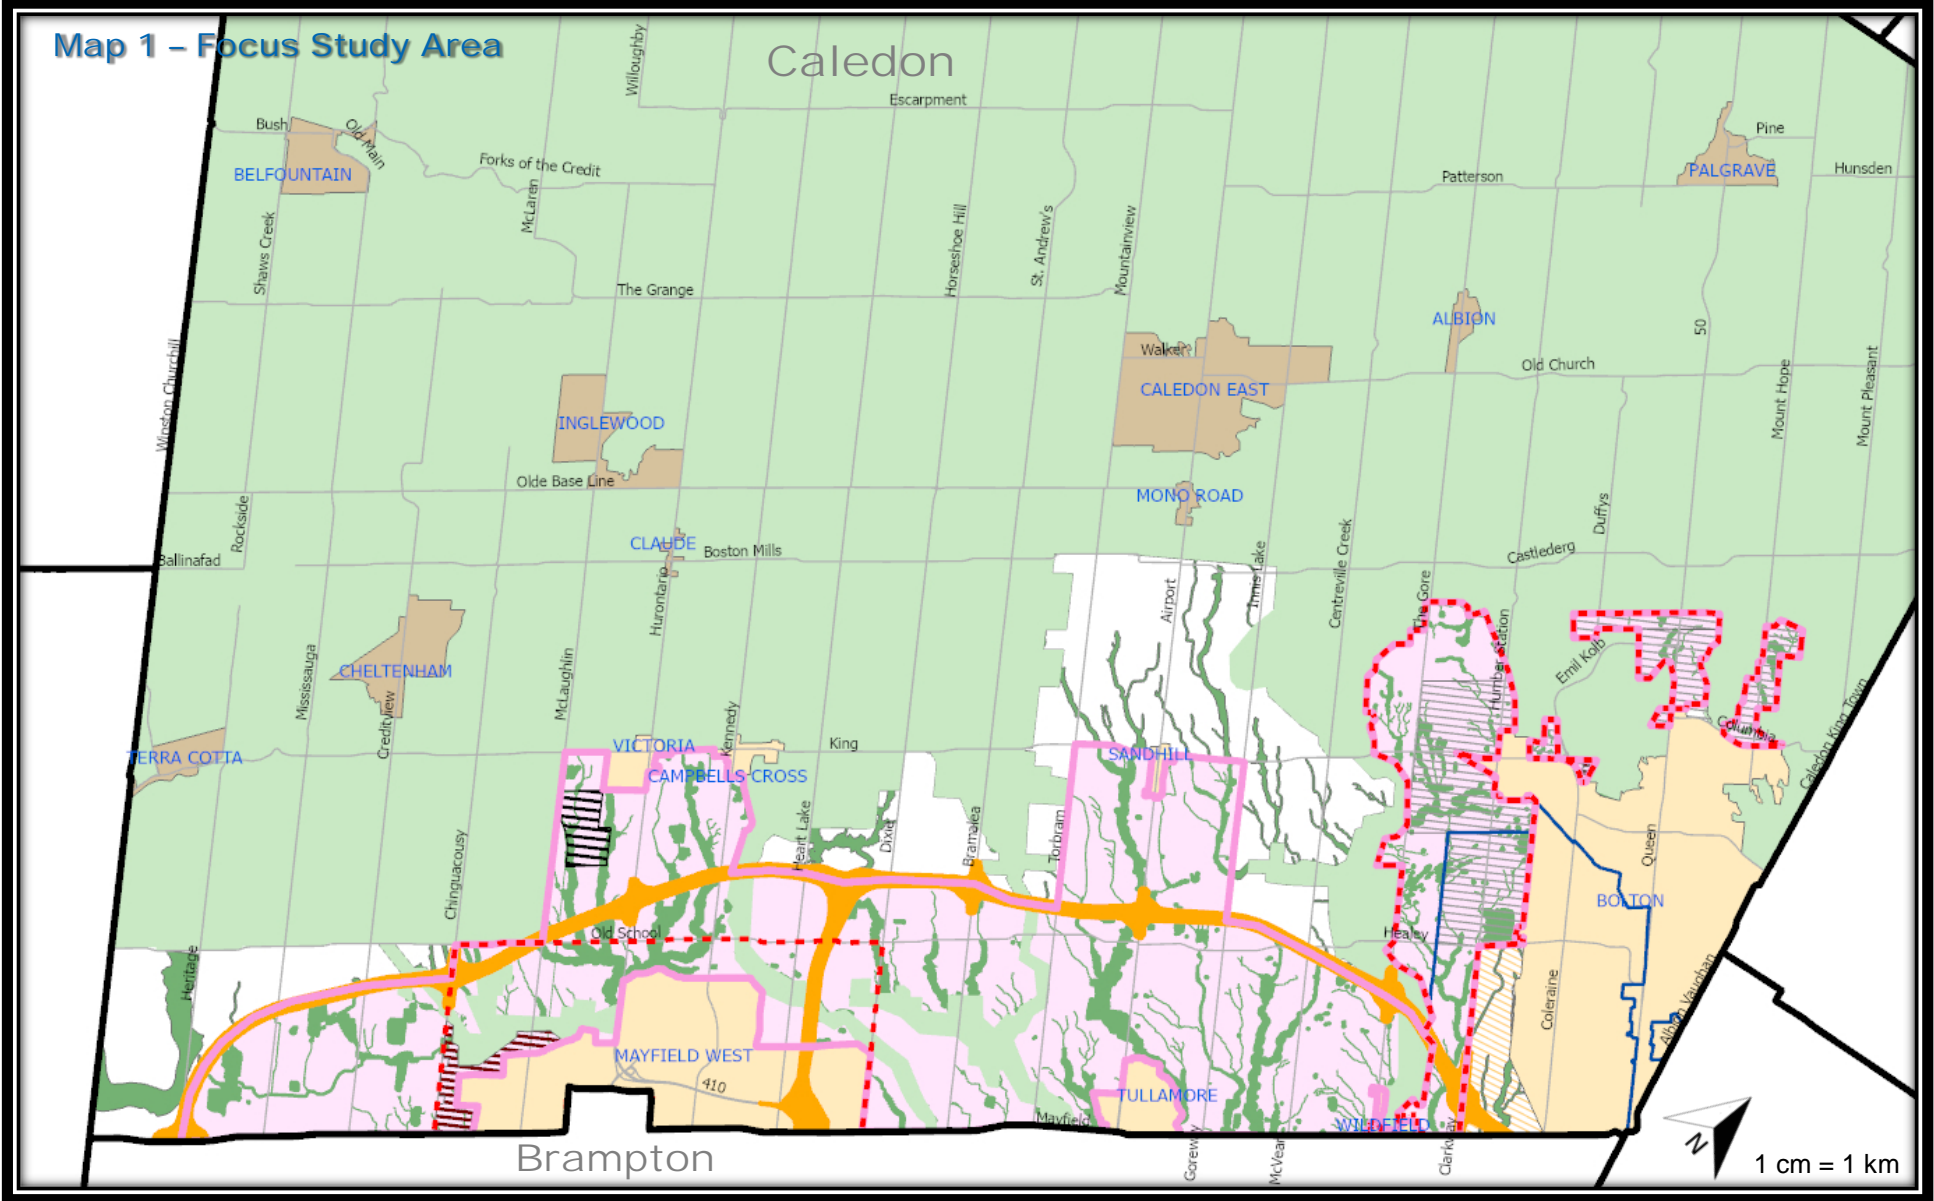 Map 1 – Focus Study Area
Caledon
Willoughby
Escarpment
Bush
Old Main
Pine
BELFOUNTAIN
Forks of the Credit
PALGRAVE
Hunsden
Patterson
McLaren
Shaws Creek
Horseshoe Hill
St. Andrew's
Mountainview
The Grange
ALBION
50
Winston Churchill
Walker
Old Church
CALEDON EAST
Mount Hope
Mount Pleasant
INGLEWOOD
Olde Base Line
MONO ROAD
Rockside
Duffys
CLAUDE
Boston Mills
Ballinafad
Castlederg
Hurontario
Airport
Innis Lake
Centreville Creek
The Gore
Humber Station
Emil Kolb
CHELTENHAM
Mississauga
Creditview
McLaughlin
Kennedy
Columbia
Caledon King Town
TERRA COTTA
VICTORIA
King
SANDHILL
CAMPBELLS CROSS
Chinguacousy
Heart Lake
Dixie
Bramalea
Torbram
Queen
BOLTON
Old School
Healey
Heritage
Coleraine
Albion Vaughan
MAYFIELD WEST
410
TULLAMORE
Mayfield
WILDFIELD
Brampton
Goreway
McVean
Clarkway
N
1 cm = 1 km